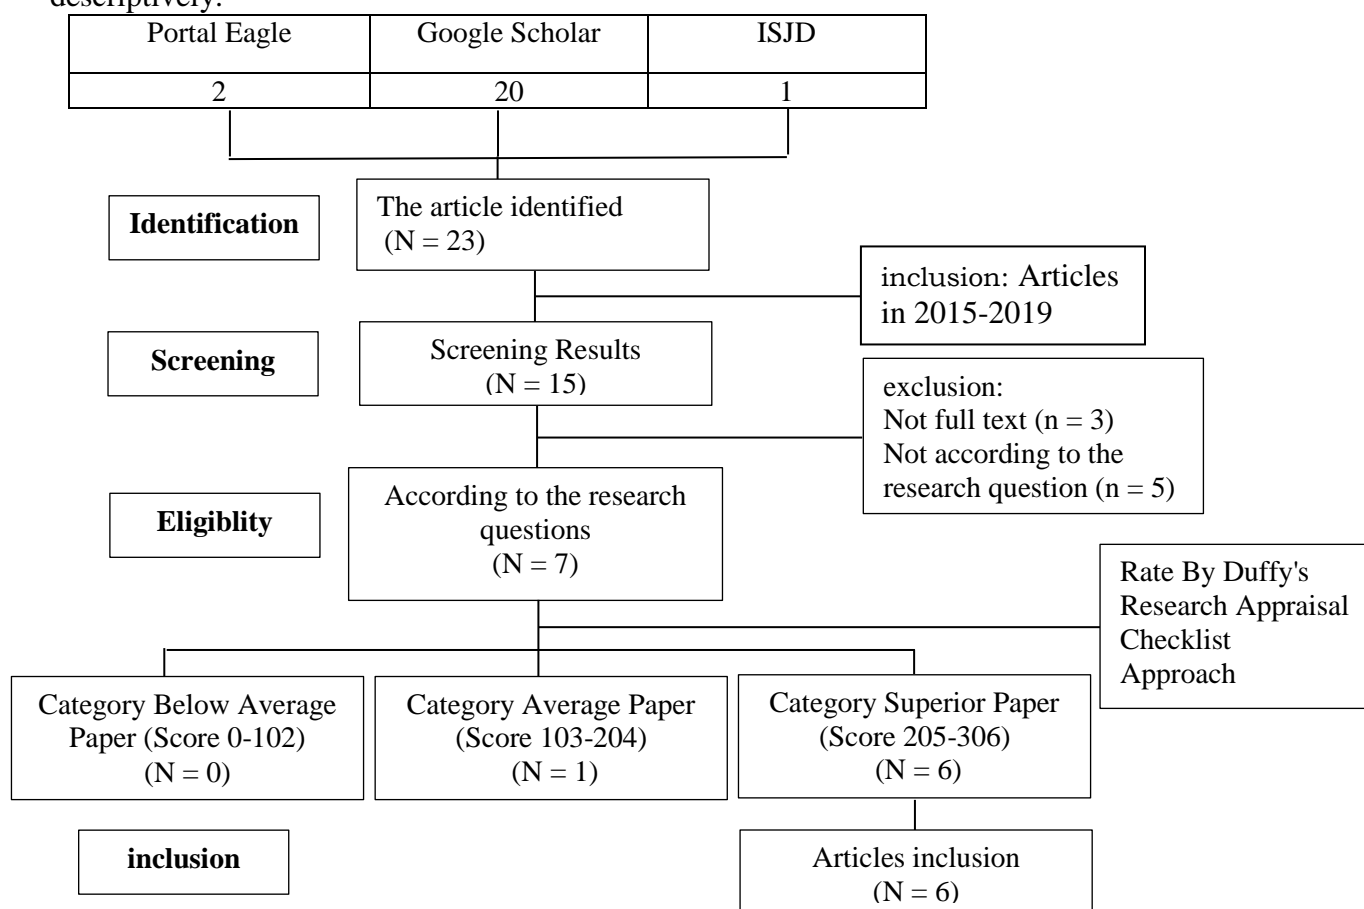 descriptively.
Portal Eagle Google Scholar ISJD
2 20 1
Identification
The article identified
(N = 23)
inclusion: Articles
in 2015-2019
Screening
Screening Results
(N = 15)
exclusion:
Not full text (n = 3)
Not according to the
research question (n = 5)
Eligiblity
According to the research
questions
(N = 7)
Rate By Duffy's
Research Appraisal
Checklist
Approach
Category Below Average
Paper (Score 0-102)
(N = 0)
Category Average Paper
(Score 103-204)
(N = 1)
Category Superior Paper
(Score 205-306)
(N = 6)
inclusion
Articles inclusion
(N = 6)